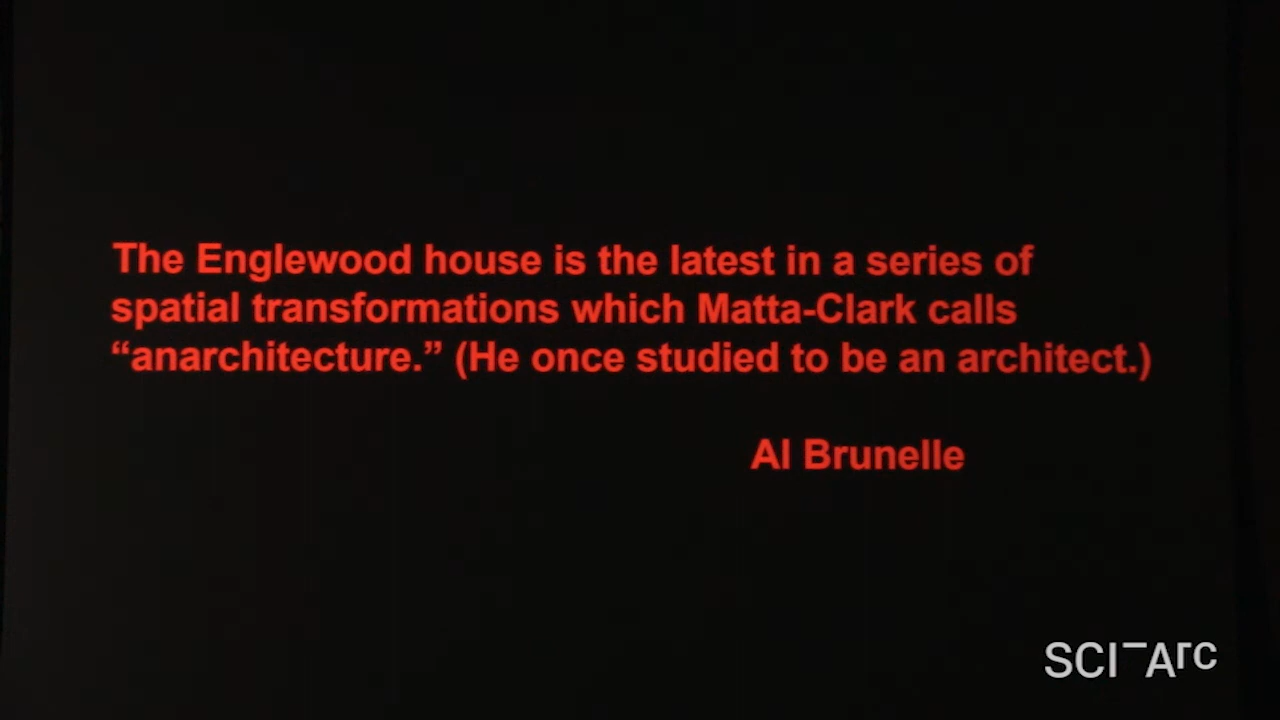 The Englewood house is the latest in a series of
spatial transformations which Matta-Clark calls
“anarchitecture.” (He once studied to be an architect.)
Al Brunelle
SCI-Arc